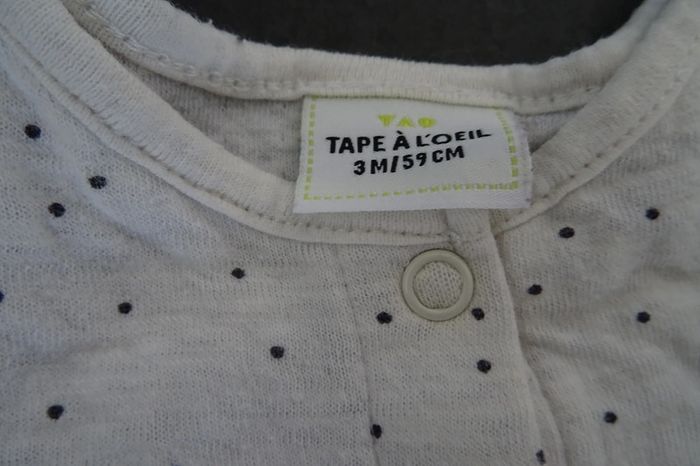 TAO
TAPE À L'OEIL
3M/59CM